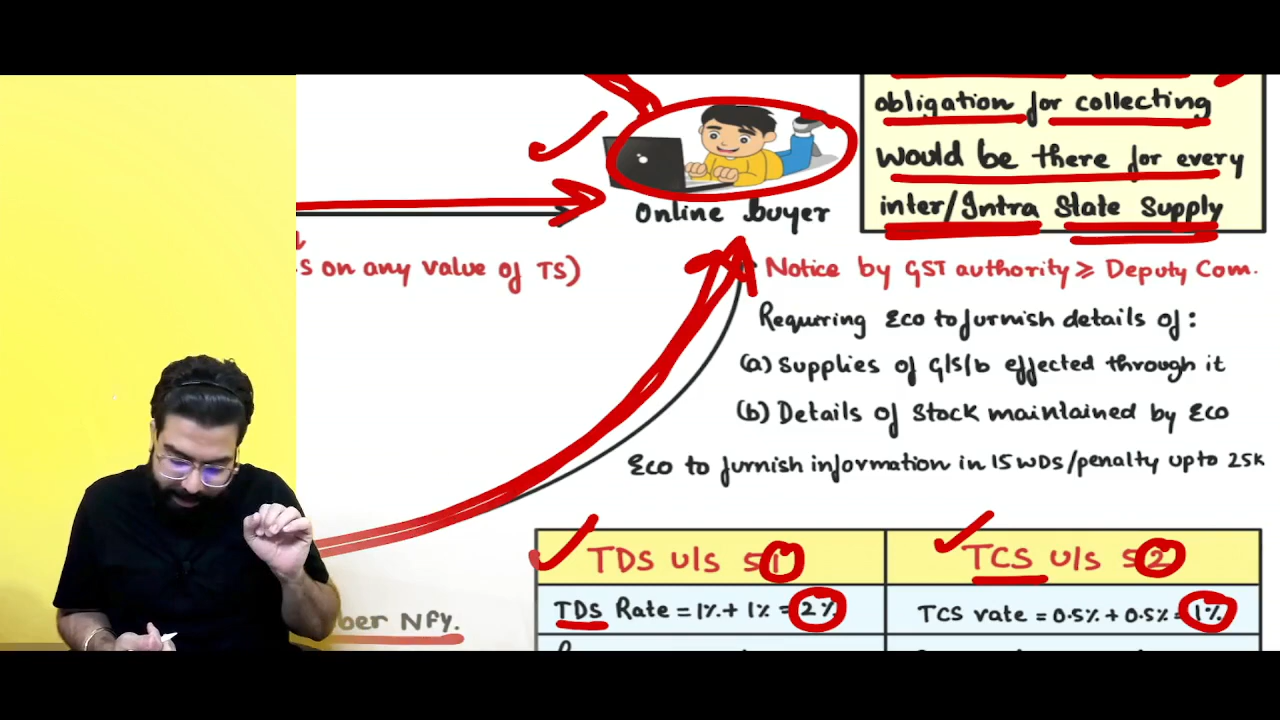 obligation for collecting
would be there for every
inter/Intra State Supply
Online buyer
s on any value of TS)
Notice by GST authority ≥ Deputy Com.
Requiring Eco to furnish details of :
(a) Supplies of G/S/b effected through it
(b) Details of Stock maintained by Eco
Eco to furnish information in 15 WDs/penalty upto 25K
TDS u/s 51
TCS u/s 52
TDS Rate = 1% + 1% = 2%
TCS rate = 0.5% + 0.5% = 1%
ber NFY.